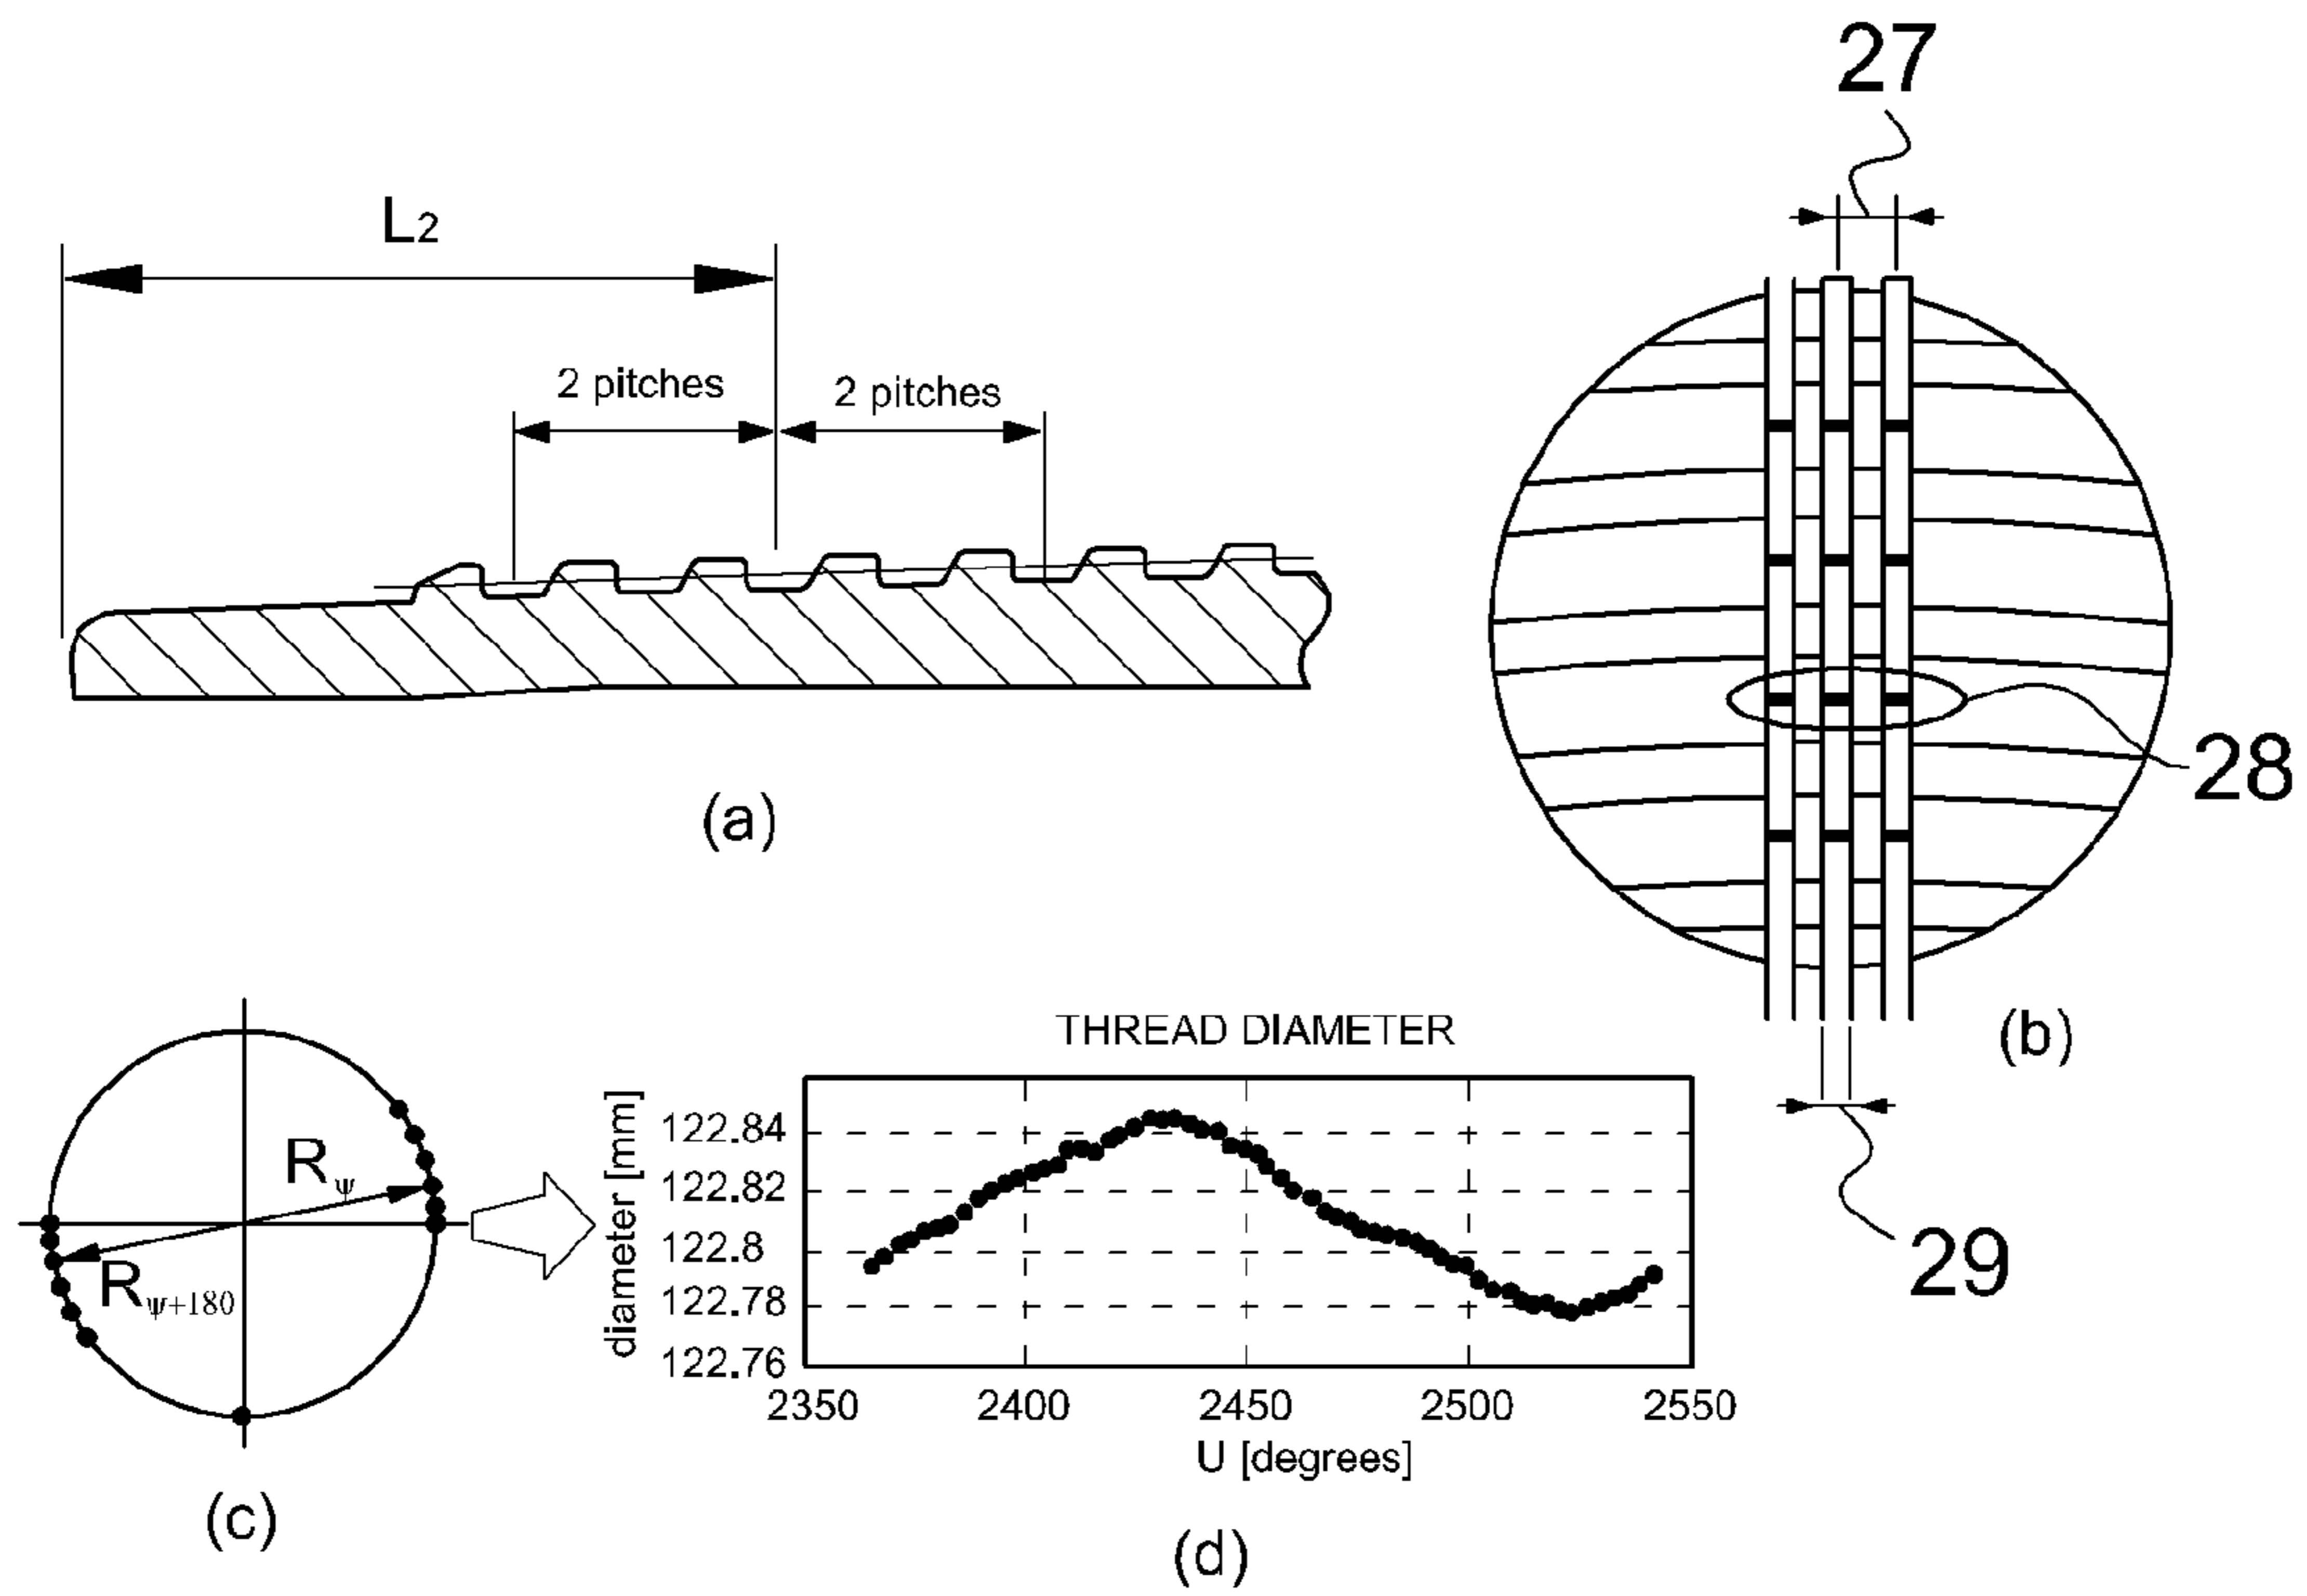 27
L2
2 pitches
2 pitches
28
(a)
(b)
THREAD DIAMETER
Rψ
Rψ+180
diameter [mm]
122.84
122.82
122.8
122.78
122.76
2350 2400 2450 2500 2550
U [degrees]
29
(c)
(d)